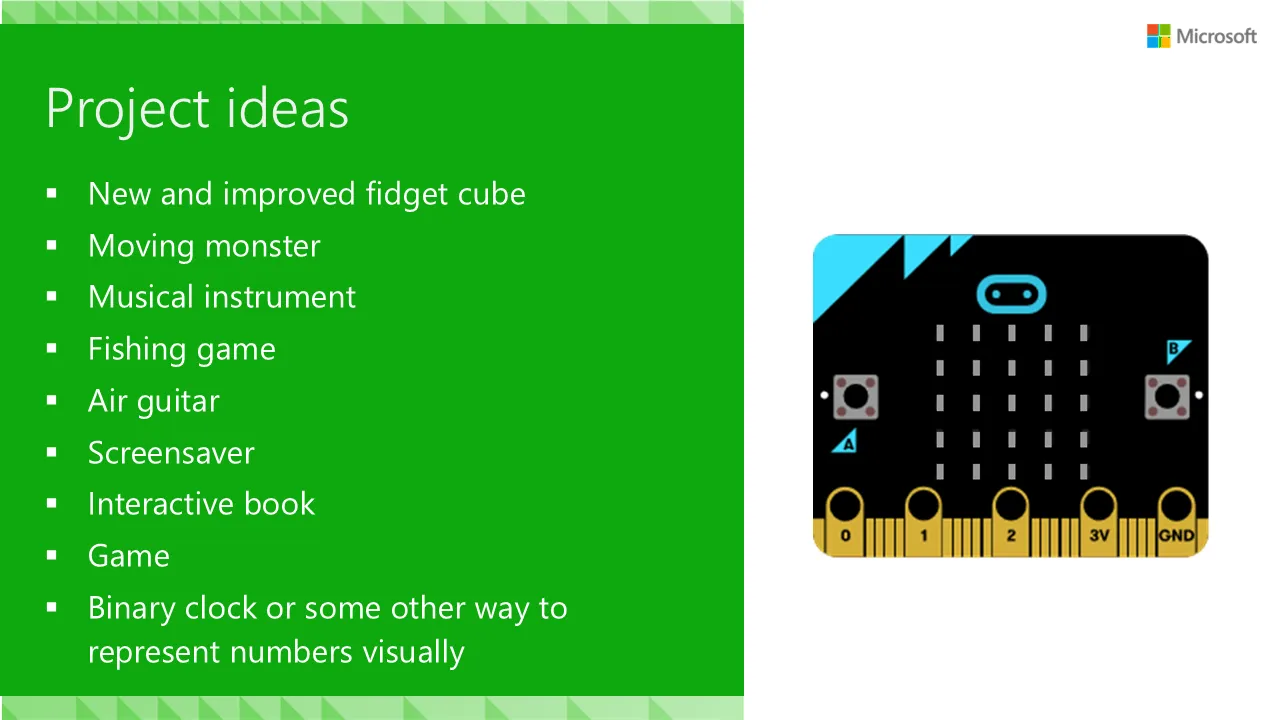 Microsoft
Project ideas
▪ New and improved fidget cube
▪ Moving monster
▪ Musical instrument
▪ Fishing game
▪ Air guitar
▪ Screensaver
▪ Interactive book
▪ Game
▪ Binary clock or some other way to
represent numbers visually
B
A
0 1 2 3V GND